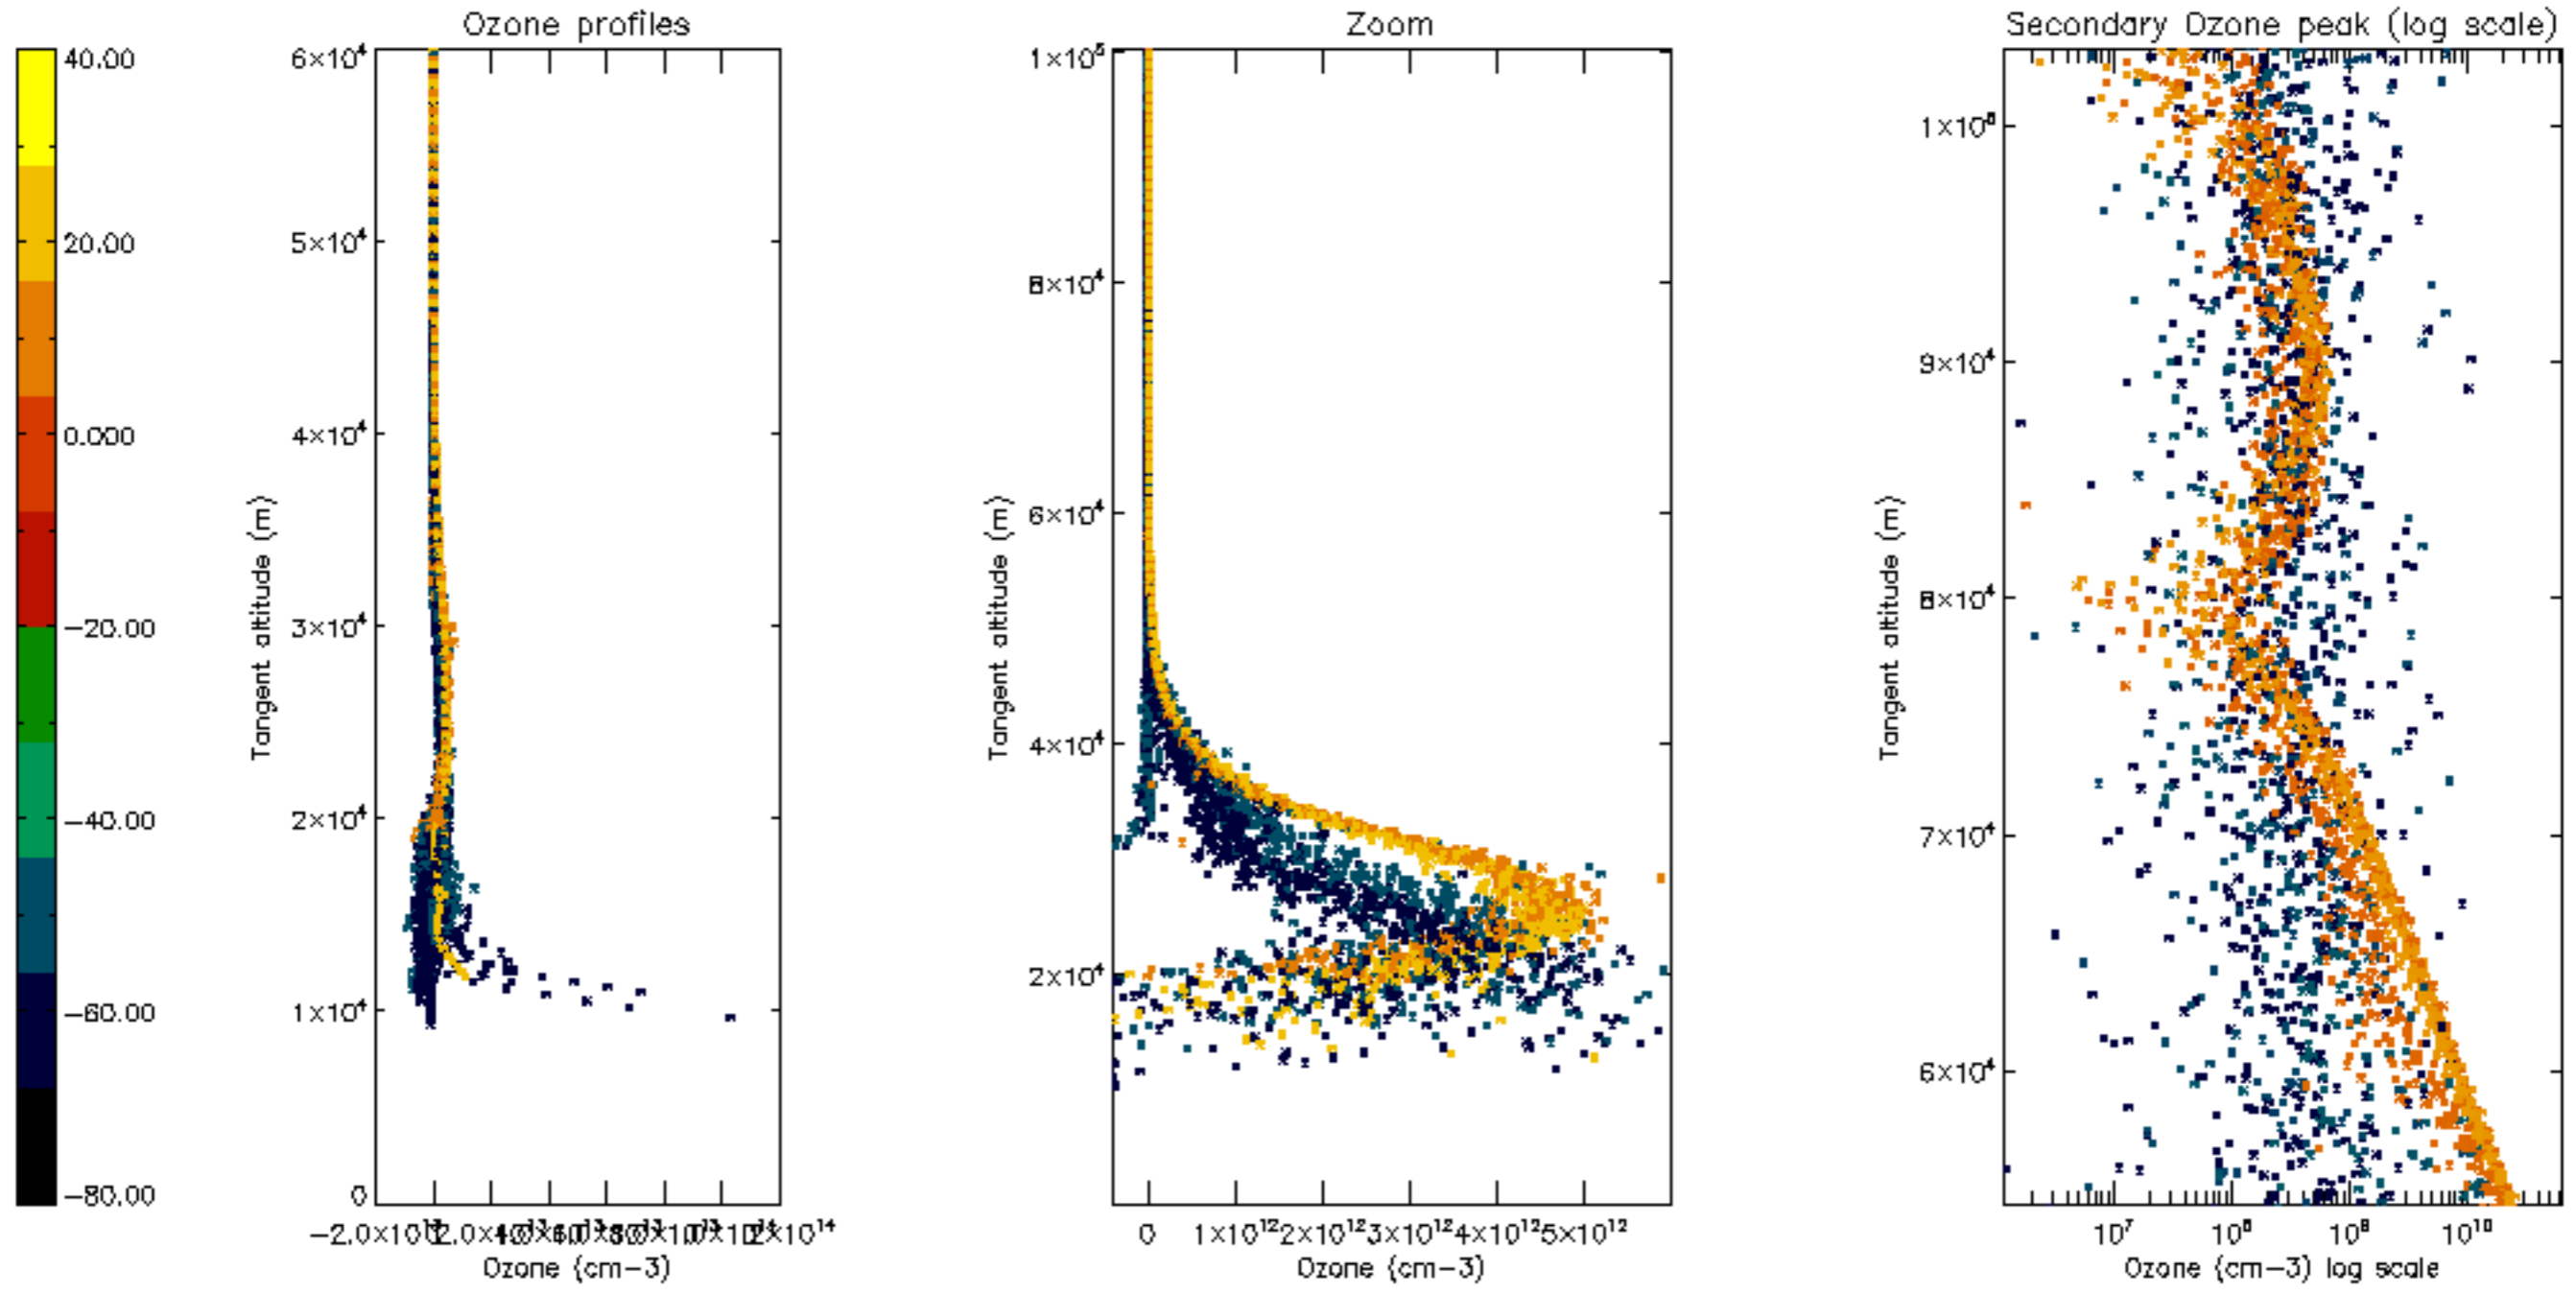 Ozone profiles
Zoom
Secondary Ozone peak (log scale)
40.00
20.00
0.000
−20.00
−40.00
−60.00
−80.00
Tangent altitude (m)
6×10⁴
5×10⁴
4×10⁴
3×10⁴
2×10⁴
1×10⁴
0
Ozone (cm−3)
Tangent altitude (m)
1×10⁵
8×10⁴
6×10⁴
4×10⁴
2×10⁴
0 1×10¹² 2×10¹² 3×10¹² 4×10¹² 5×10¹²
Ozone (cm−3)
Tangent altitude (m)
1×10⁵
9×10⁴
8×10⁴
7×10⁴
6×10⁴
10⁷ 10⁸ 10⁹ 10¹⁰
Ozone (cm−3) log scale